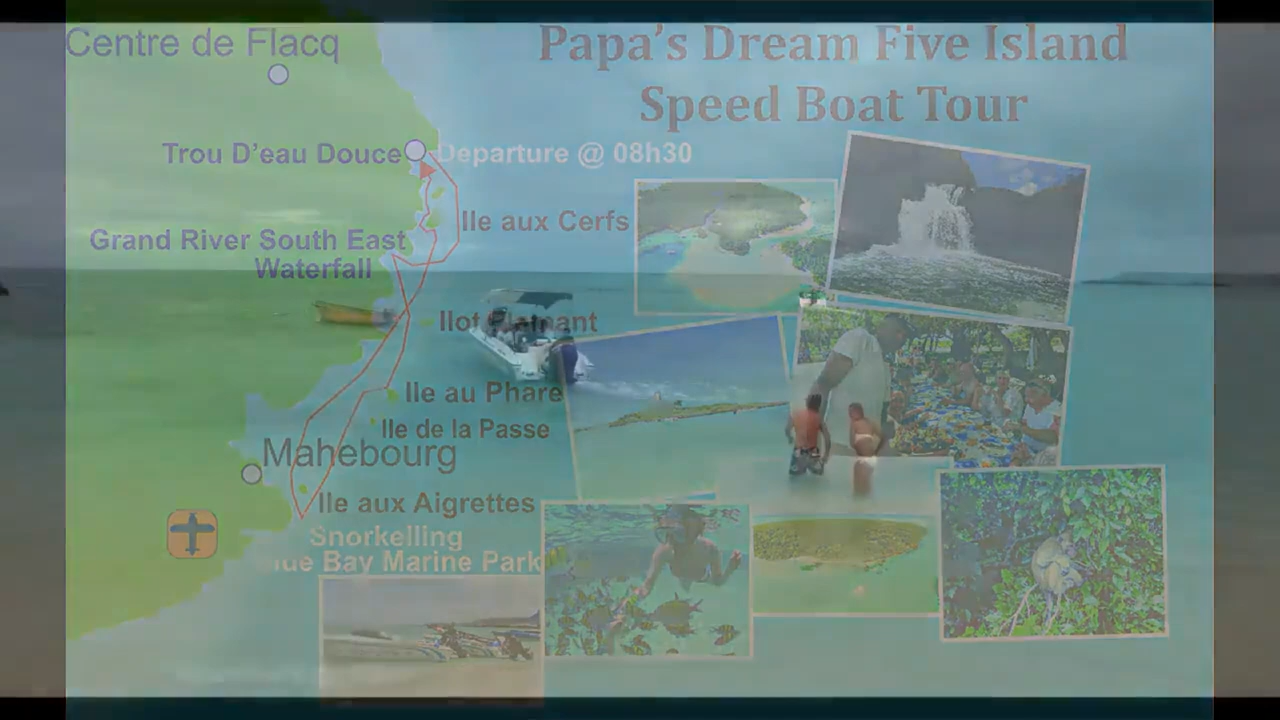 Centre de Flacq
Papa's Dream Five Island
Speed Boat Tour
Trou D'eau Douce
Departure @ 08h30
Ile aux Cerfs
Grand River South East
Waterfall
Ilot
Ile au Phare
Ile de la Passe
Mahebourg
Ile aux Aigrettes
Snorkelling
Bay Marine Park